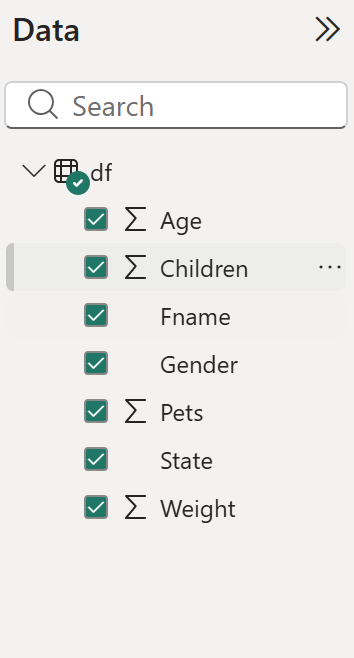 Data
Search
df
Age
Children
Fname
Gender
Pets
State
Weight